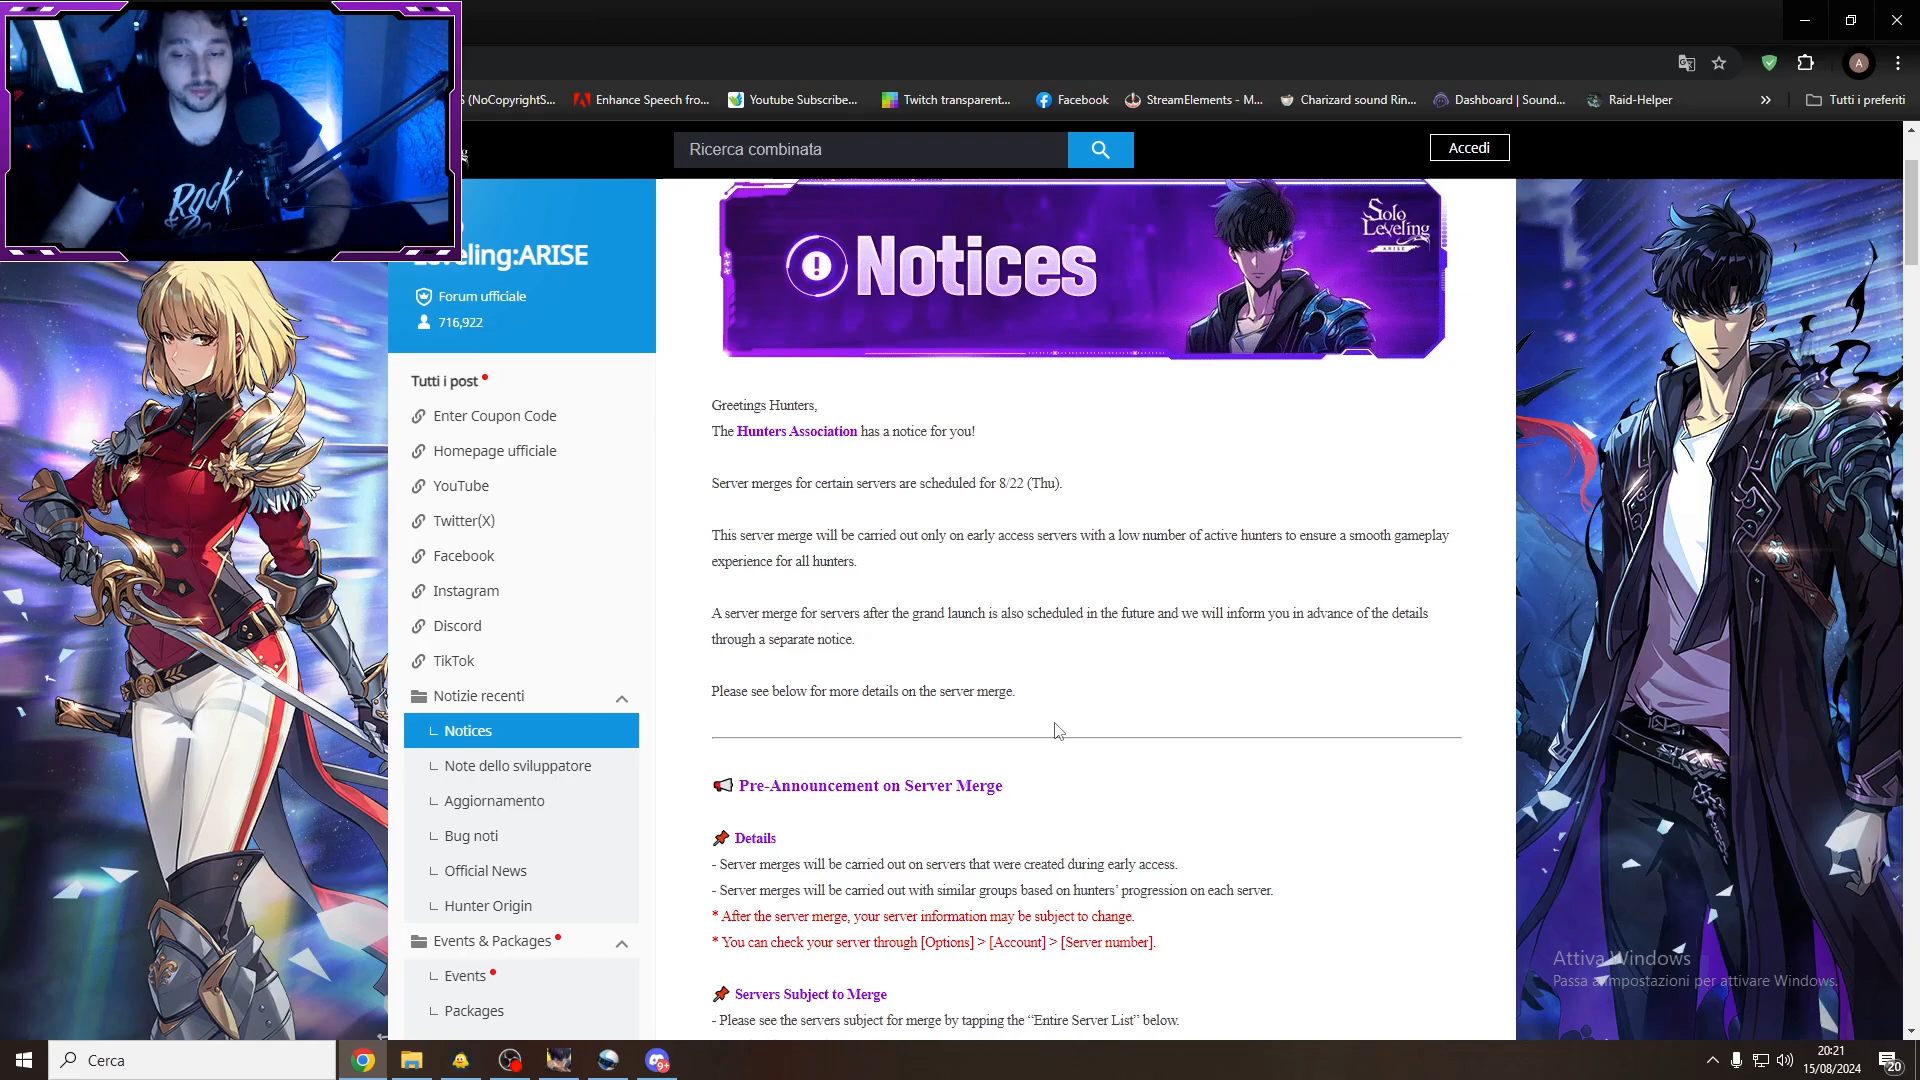 S (NoCopyrightS...
Enhance Speech fro...
Youtube Subscribe...
Twitch transparent...
Facebook
StreamElements - M...
Charizard sound Rin...
Dashboard | Sound...
Raid-Helper
»
Tutti i preferiti
A
ROCK
Ricerca combinata
Accedi
Leveling:ARISE
Forum ufficiale
716,922
Tutti i post
Enter Coupon Code
Homepage ufficiale
YouTube
Twitter(X)
Facebook
Instagram
Discord
TikTok
Notizie recenti
Notices
Note dello sviluppatore
Aggiornamento
Bug noti
Official News
Hunter Origin
Events & Packages
Events
Packages
Notices
Solo
Leveling
ARISE
Greetings Hunters,
The Hunters Association has a notice for you!
Server merges for certain servers are scheduled for 8/22 (Thu).
This server merge will be carried out only on early access servers with a low number of active hunters to ensure a smooth gameplay
experience for all hunters.
A server merge for servers after the grand launch is also scheduled in the future and we will inform you in advance of the details
through a separate notice.
Please see below for more details on the server merge.
Pre-Announcement on Server Merge
Details
- Server merges will be carried out on servers that were created during early access.
- Server merges will be carried out with similar groups based on hunters' progression on each server.
* After the server merge, your server information may be subject to change.
* You can check your server through [Options] > [Account] > [Server number].
Servers Subject to Merge
- Please see the servers subject for merge by tapping the “Entire Server List” below.
Attiva Windows
Passa a impostazioni per attivare Windows.
Cerca
9+
20:21
15/08/2024
20